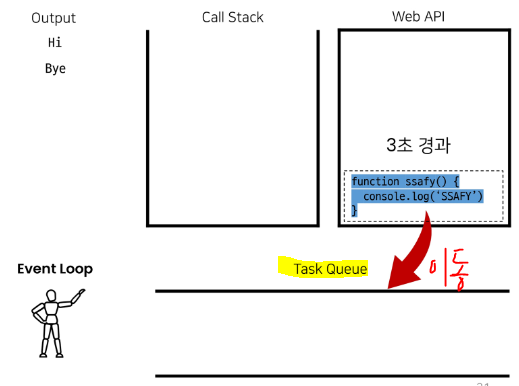 Output
Call Stack
Web API
Hi
Bye
3초 경과
function ssafy() {
console.log(‘SSAFY’)
}
Event Loop
Task Queue
이동